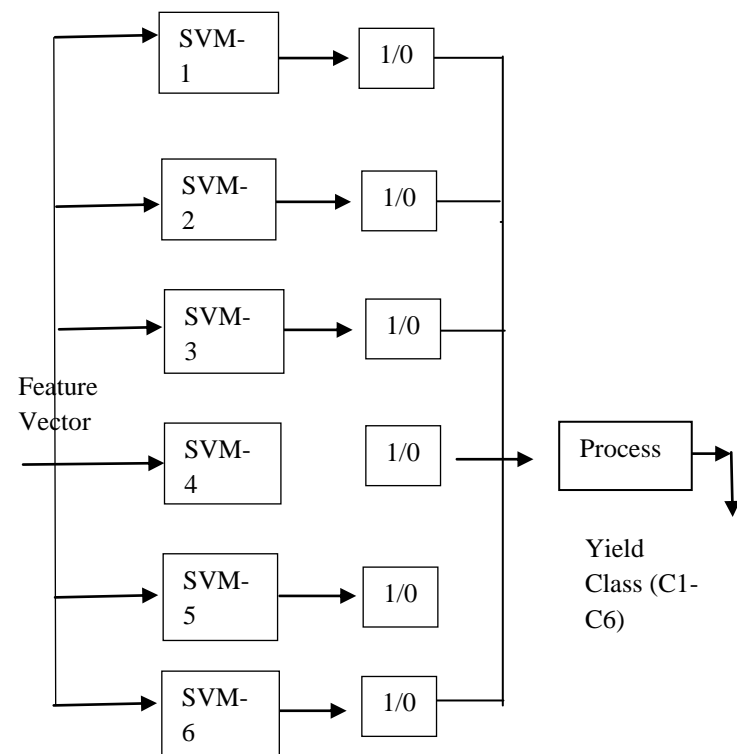 SVM-
1
1/0
SVM-
2
1/0
SVM-
3
1/0
Feature
Vector
SVM-
4
1/0
Process
SVM-
5
1/0
Yield
Class (C1-
C6)
SVM-
6
1/0